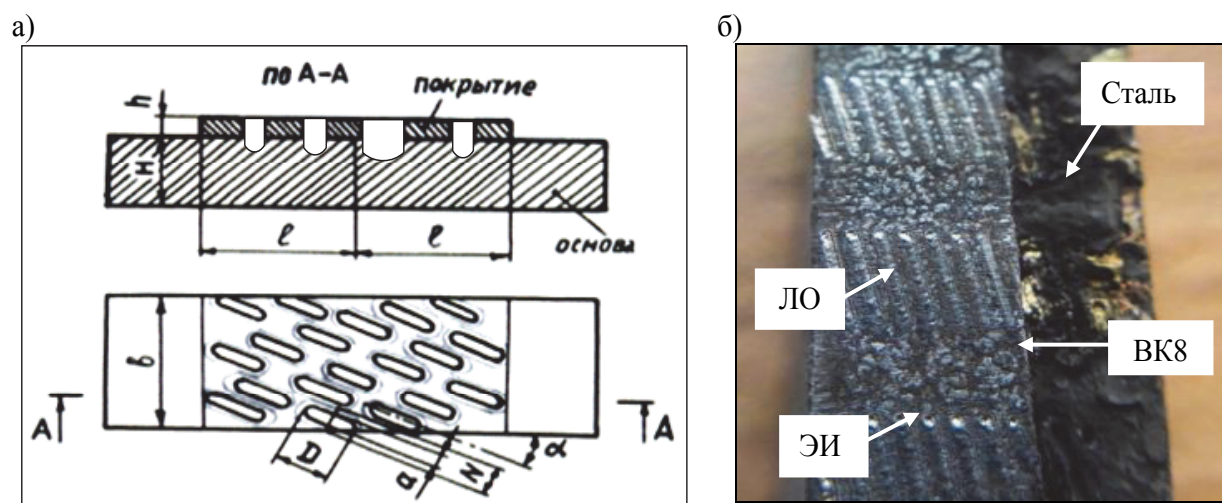 а)
по А-А
покрытие
h
H
l
l
основа
в
А
А
D
a
N
α
б)
Сталь
ЛО
ВК8
ЭИ